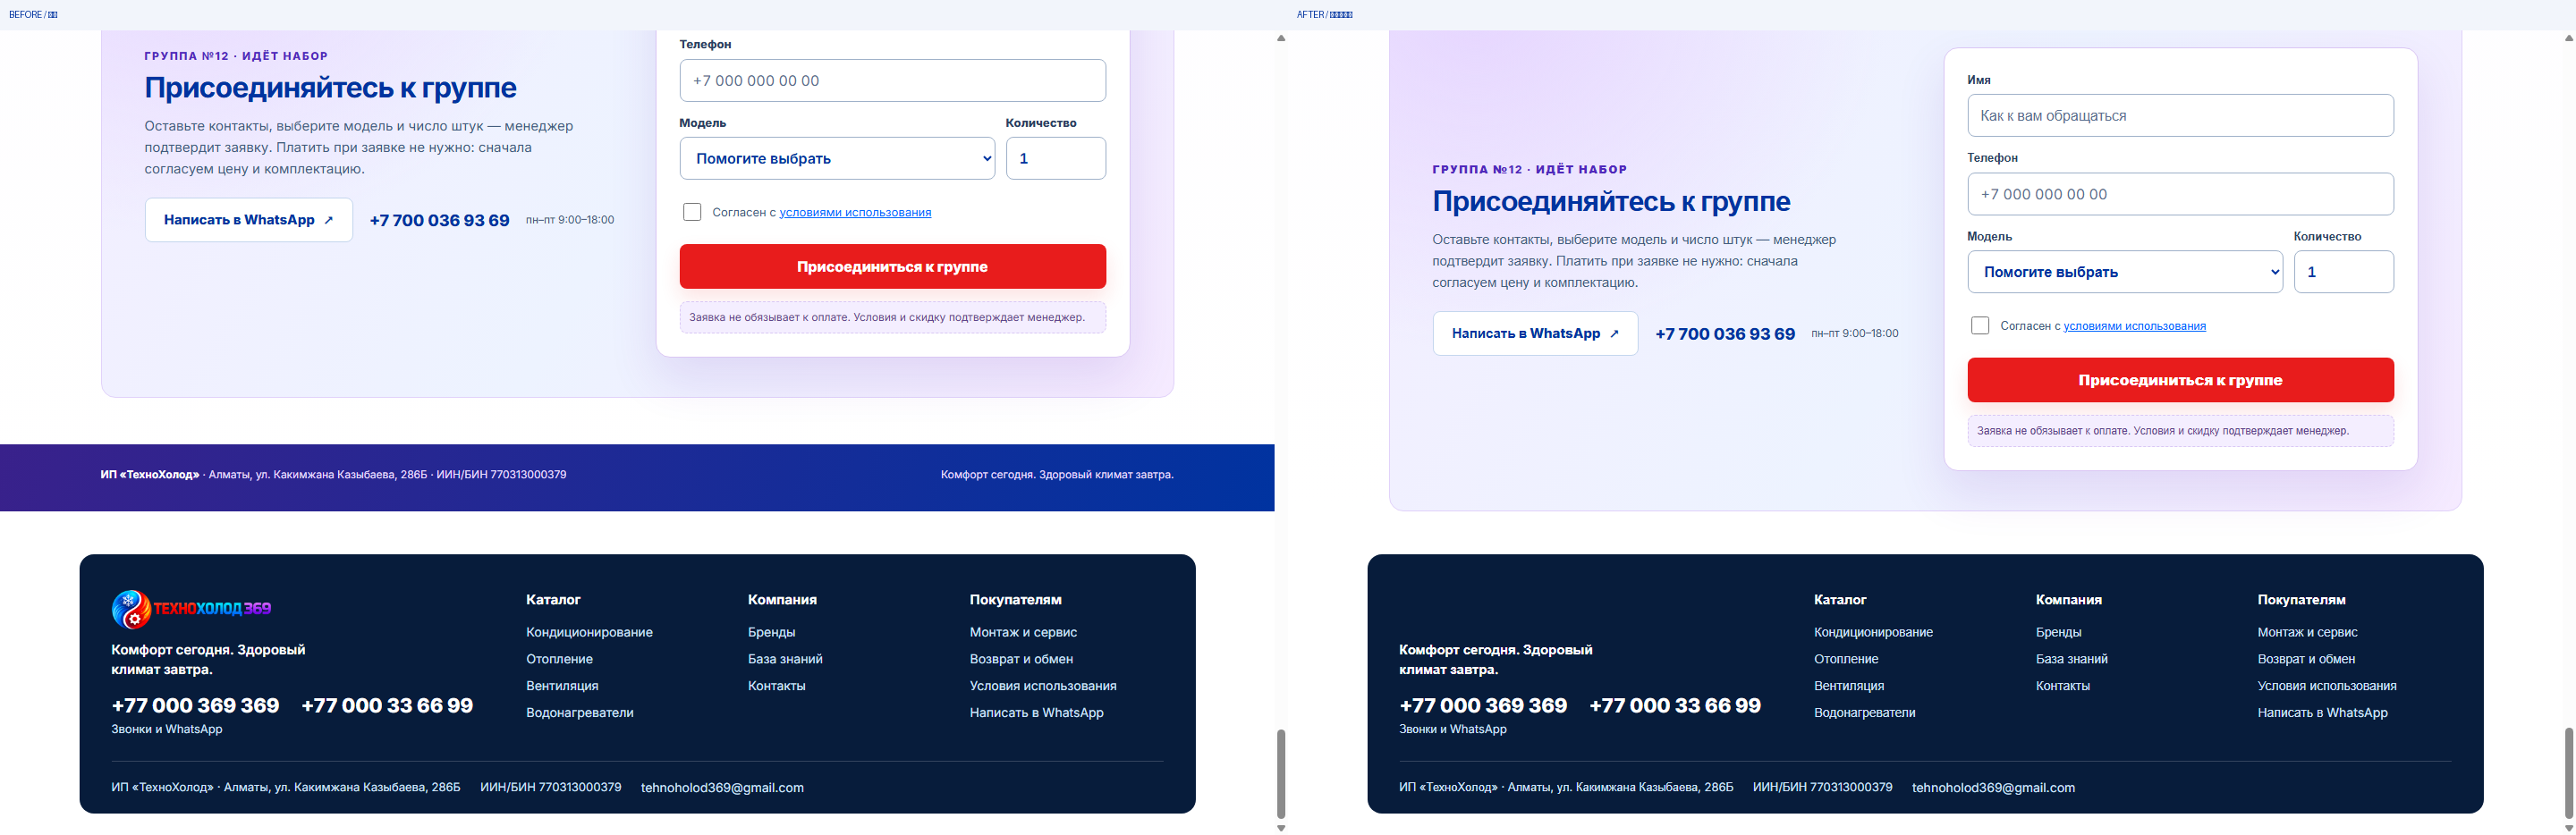 BEFORE /
ГРУППА №12 · ИДЁТ НАБОР
Присоединяйтесь к группе
Оставьте контакты, выберите модель и число штук — менеджер
подтвердит заявку. Платить при заявке не нужно: сначала
согласуем цену и комплектацию.
Написать в WhatsApp ↗ +7 700 036 93 69 пн–пт 9:00–18:00
Телефон
+7 000 000 00 00
Модель Количество
Помогите выбрать 1
Согласен с условиями использования
Присоединиться к группе
Заявка не обязывает к оплате. Условия и скидку подтверждает менеджер.
ИП «ТехноХолод» · Алматы, ул. Какимжана Казыбаева, 286Б · ИИН/БИН 770313000379
Комфорт сегодня. Здоровый климат завтра.
ТЕХНОХОЛОД 369
Комфорт сегодня. Здоровый
климат завтра.
+77 000 369 369 +77 000 33 66 99
Звонки и WhatsApp
Каталог
Кондиционирование
Отопление
Вентиляция
Водонагреватели
Компания
Бренды
База знаний
Контакты
Покупателям
Монтаж и сервис
Возврат и обмен
Условия использования
Написать в WhatsApp
ИП «ТехноХолод» · Алматы, ул. Какимжана Казыбаева, 286Б ИИН/БИН 770313000379 tehnoholod369@gmail.com
AFTER /
ГРУППА №12 · ИДЁТ НАБОР
Присоединяйтесь к группе
Оставьте контакты, выберите модель и число штук — менеджер
подтвердит заявку. Платить при заявке не нужно: сначала
согласуем цену и комплектацию.
Написать в WhatsApp ↗ +7 700 036 93 69 пн–пт 9:00–18:00
Имя
Как к вам обращаться
Телефон
+7 000 000 00 00
Модель Количество
Помогите выбрать 1
Согласен с условиями использования
Присоединиться к группе
Заявка не обязывает к оплате. Условия и скидку подтверждает менеджер.
Комфорт сегодня. Здоровый
климат завтра.
+77 000 369 369 +77 000 33 66 99
Звонки и WhatsApp
Каталог
Кондиционирование
Отопление
Вентиляция
Водонагреватели
Компания
Бренды
База знаний
Контакты
Покупателям
Монтаж и сервис
Возврат и обмен
Условия использования
Написать в WhatsApp
ИП «ТехноХолод» · Алматы, ул. Какимжана Казыбаева, 286Б ИИН/БИН 770313000379 tehnoholod369@gmail.com